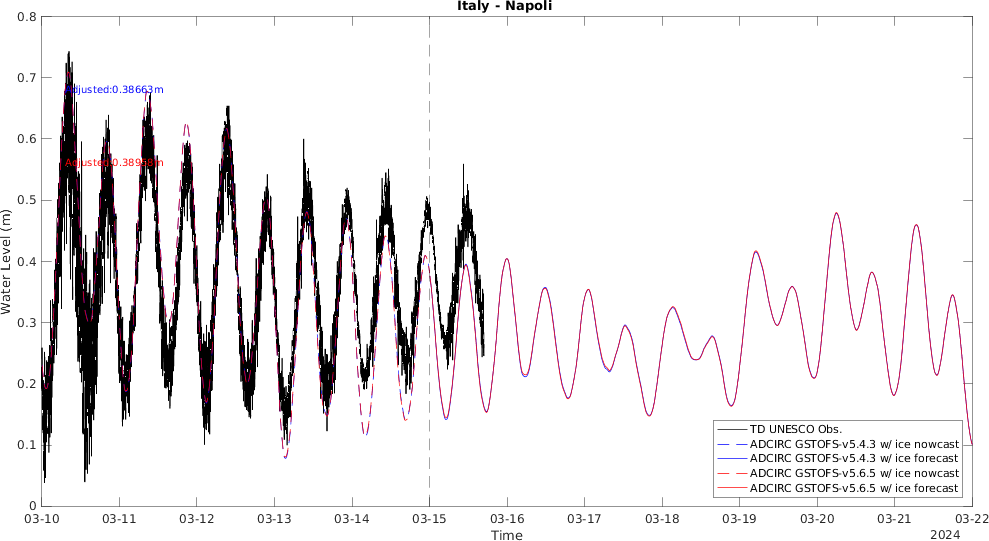 Italy - Napoli
Water Level (m)
0.8
0.7
0.6
0.5
0.4
0.3
0.2
0.1
0
Adjusted:0.38663m
03-10
03-11
03-12
03-13
03-14
03-15
03-16
03-17
03-18
03-19
03-20
03-21
03-22
Time
2024
TD UNESCO Obs.
ADCIRC GSTOFS-v5.4.3 w/ ice nowcast
ADCIRC GSTOFS-v5.4.3 w/ ice forecast
ADCIRC GSTOFS-v5.6.5 w/ ice nowcast
ADCIRC GSTOFS-v5.6.5 w/ ice forecast